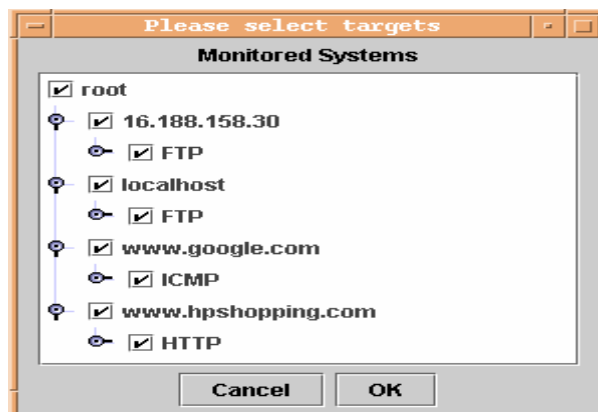 Please select targets
Monitored Systems
root
16.188.158.30
FTP
localhost
FTP
www.google.com
ICMP
www.hpshopping.com
HTTP
Cancel OK